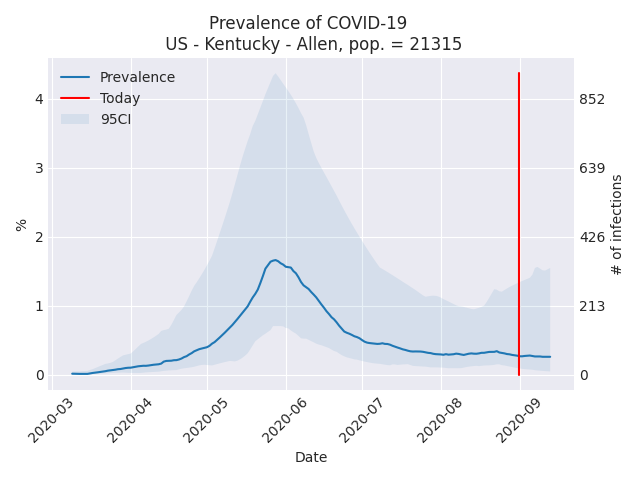 Prevalence of COVID-19
US - Kentucky - Allen, pop. = 21315
Prevalence
Today
95CI
4
3
2
1
0
%
852
639
426
213
0
# of infections
2020-03
2020-04
2020-05
2020-06
2020-07
2020-08
2020-09
Date